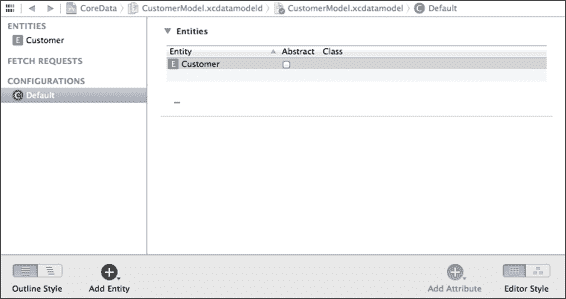 CoreData CustomerModel.xcdatamodeld CustomerModel.xcdatamodel C Default
ENTITIES
E Customer
FETCH REQUESTS
CONFIGURATIONS
C Default
Entities
Entity Abstract Class
E Customer
Outline Style
Add Entity
Add Attribute
Editor Style